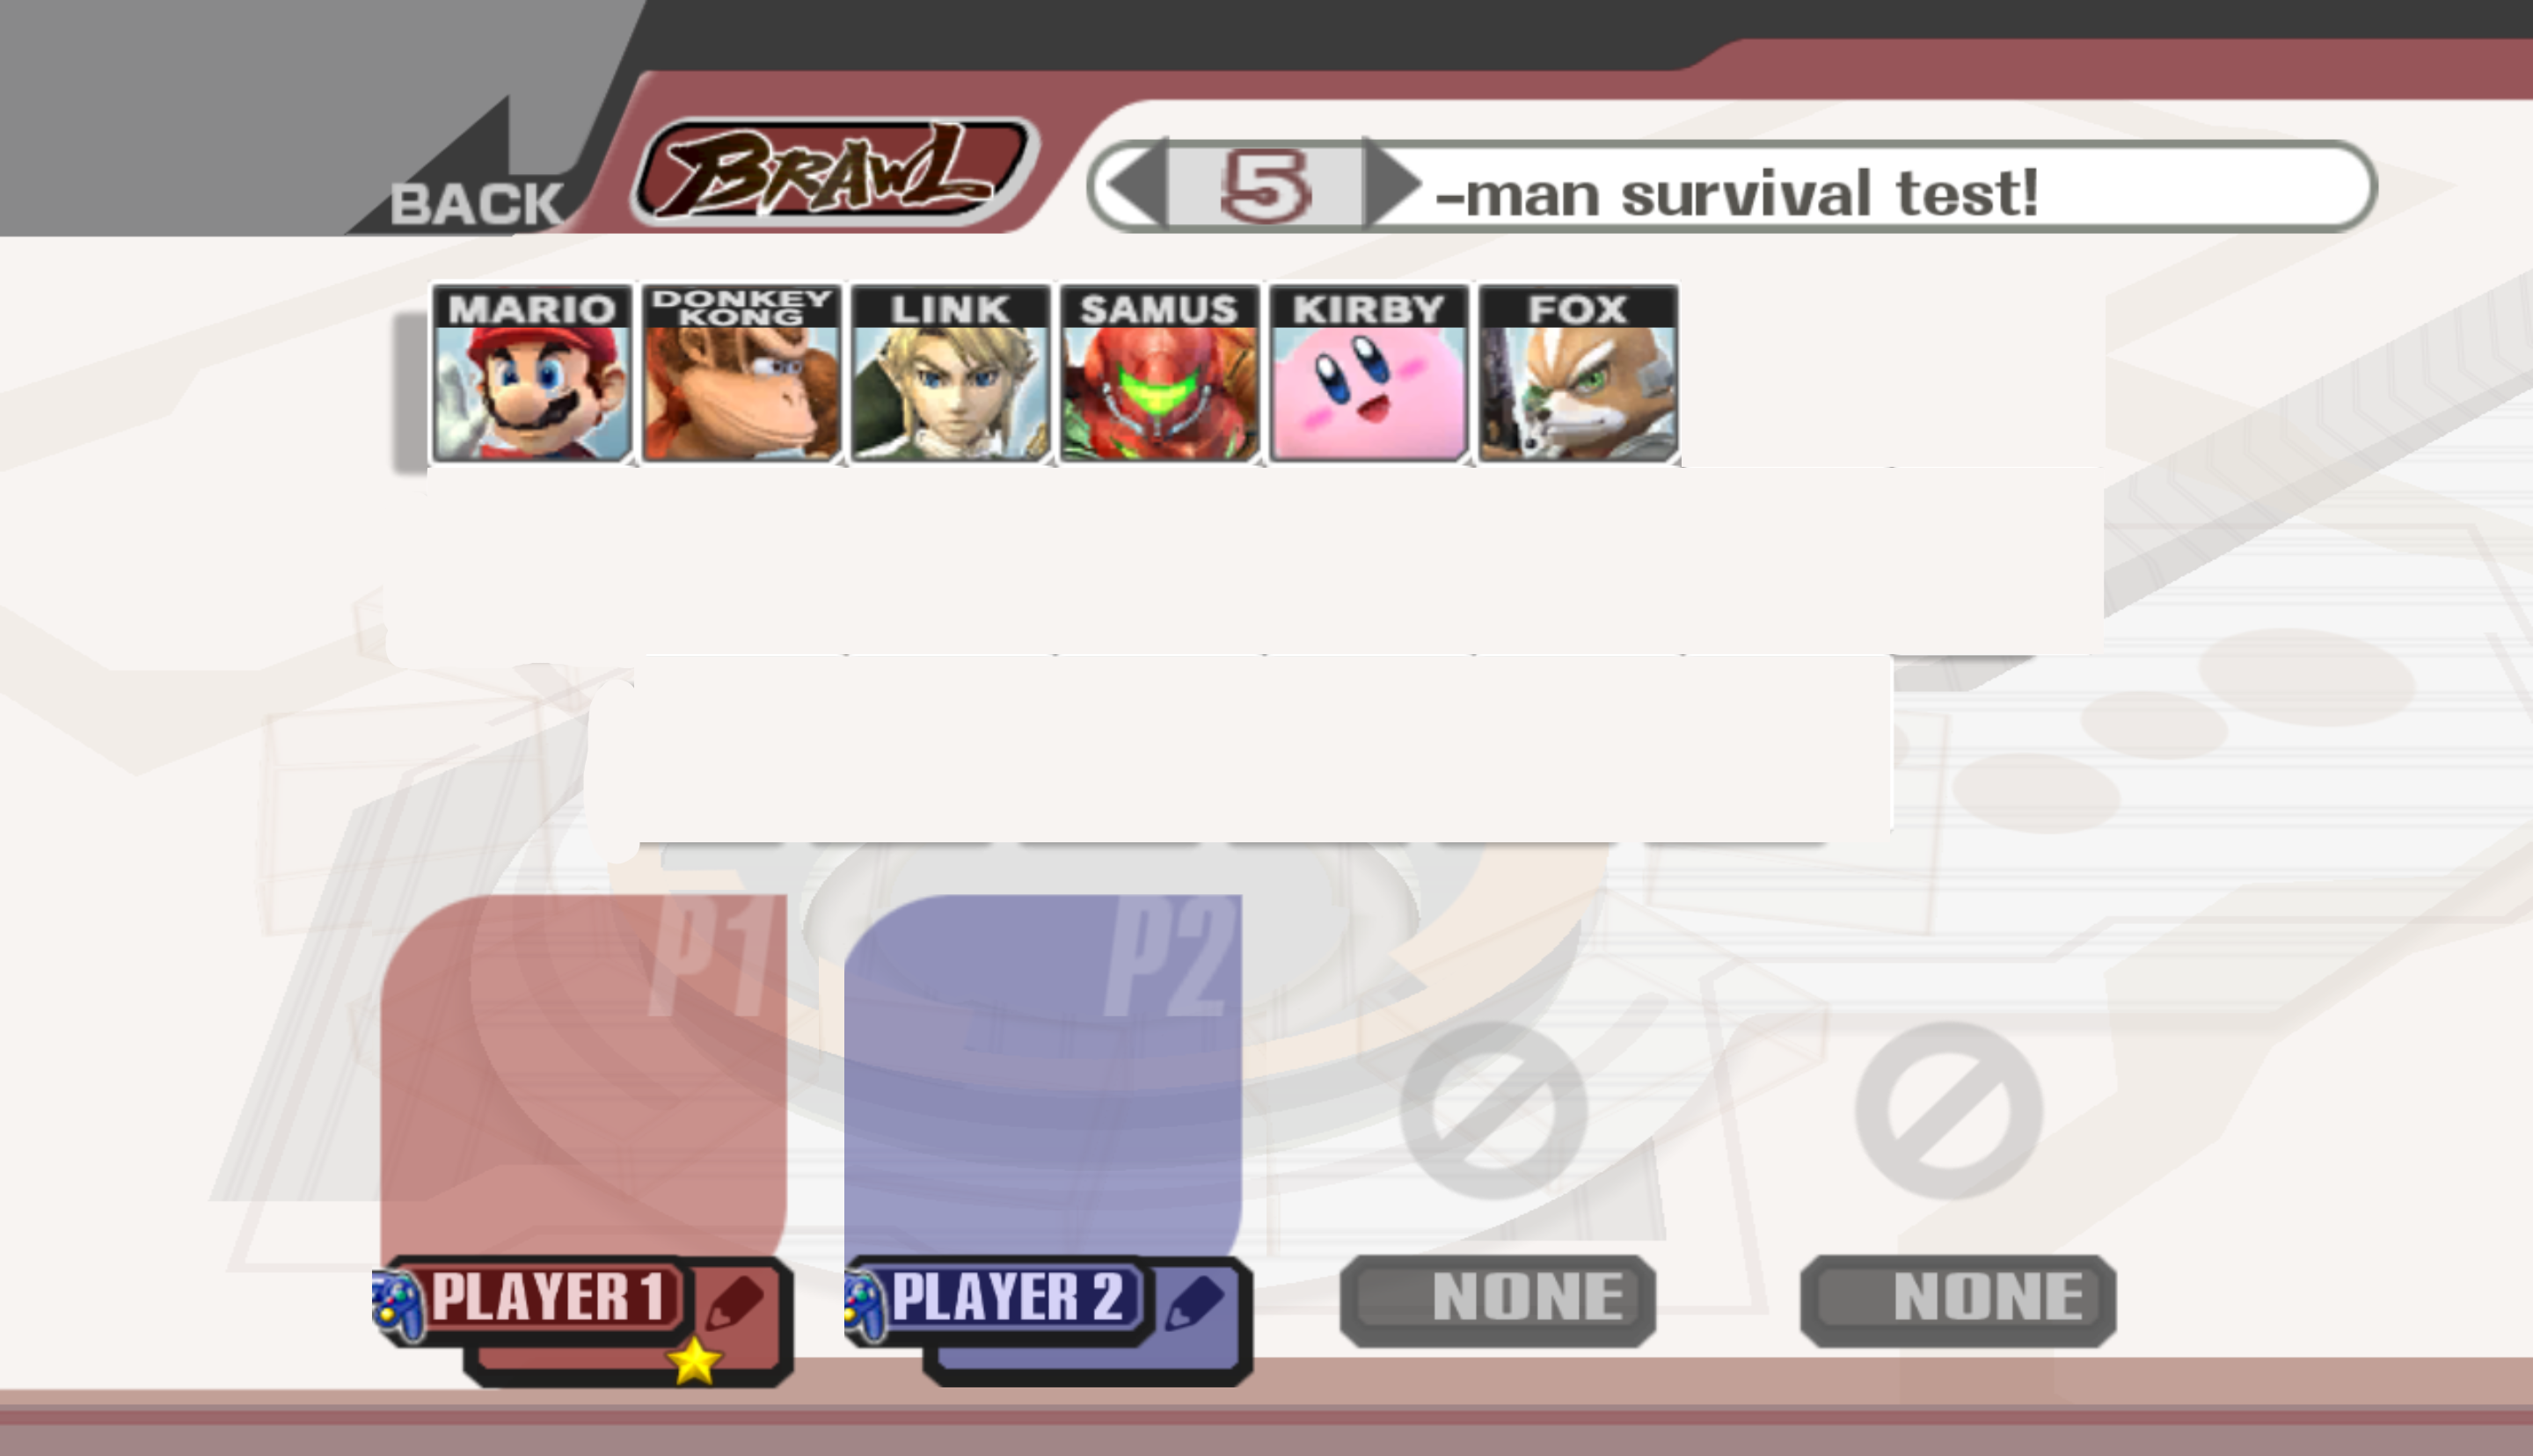 BACK
BRAWL
5 -man survival test!
MARIO
DONKEY
KONG
LINK
SAMUS
KIRBY
FOX
P1
P2
PLAYER 1
PLAYER 2
NONE
NONE